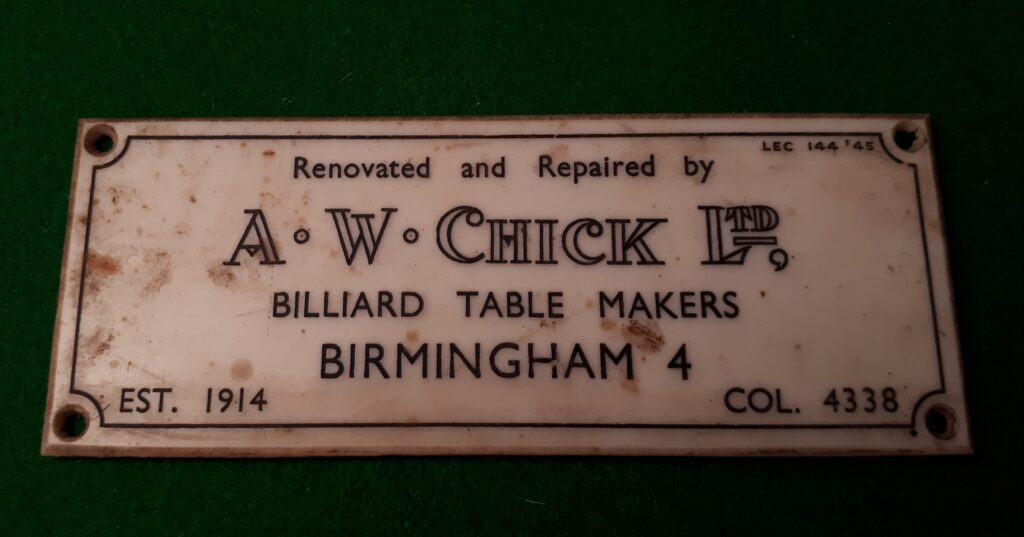 LEC 144 '45
Renovated and Repaired by
A · W · CHICK LTD,
BILLIARD TABLE MAKERS
BIRMINGHAM 4
EST. 1914 COL. 4338